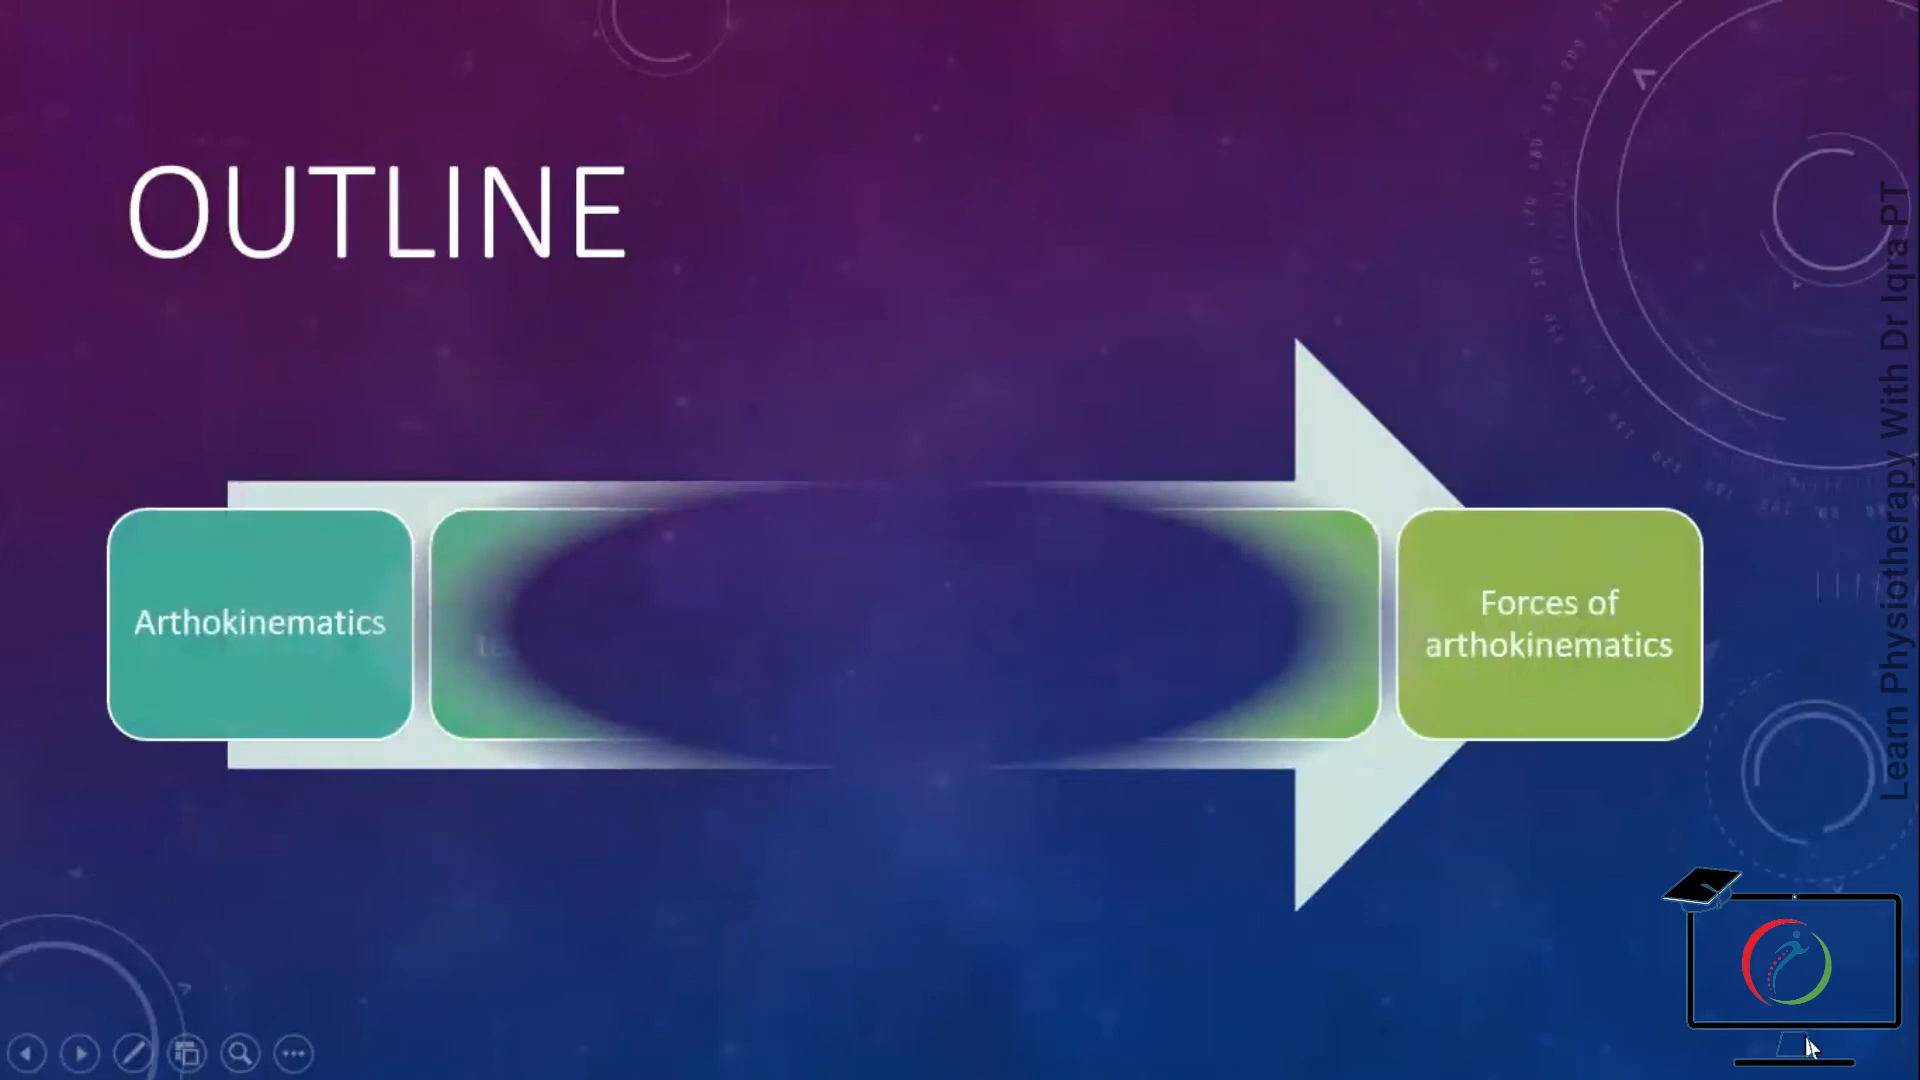 OUTLINE
Arthokinematics
Forces of
arthokinematics
Learn Physiotherapy With Dr Iqra PT